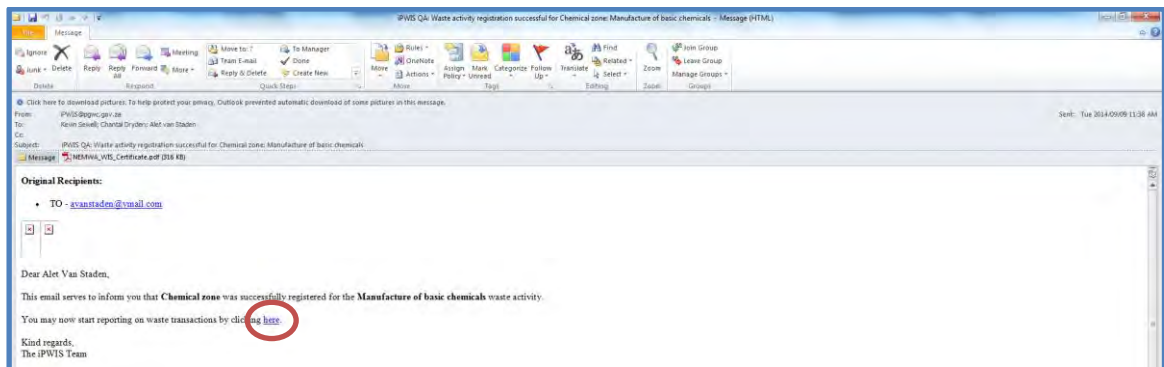 IPWIS QA: Waste activity registration successful for Chemical zone: Manufacture of basic chemicals - Message (HTML)
File Message
Ignore
Junk
Delete
Reply
Reply All
Forward
Meeting
More
Move to: ?
Team E-mail
Reply & Delete
To Manager
Done
Create New
Move
Rules
OneNote
Actions
Assign Policy
Mark Unread
Categorize
Follow Up
Translate
Find
Related
Select
Zoom
Join Group
Leave Group
Manage Groups
Delete Respond Quick Steps Move Tags Editing Zoom Groups
Click here to download pictures. To help protect your privacy, Outlook prevented automatic download of some pictures in this message.
From: iPWIS@pgwc.gov.za Sent: Tue 2014/09/09 11:36 AM
To: Kevin Sewell; Chantal Dryden; Alet van Staden
Cc:
Subject: IPWIS QA: Waste activity registration successful for Chemical zone: Manufacture of basic chemicals
Message NEMWA_WIS_Certificate.pdf (316 KB)
Original Recipients:
• TO - avanstaden@ymail.com
Dear Alet Van Staden,
This email serves to inform you that Chemical zone was successfully registered for the Manufacture of basic chemicals waste activity.
You may now start reporting on waste transactions by clicking here.
Kind regards,
The iPWIS Team